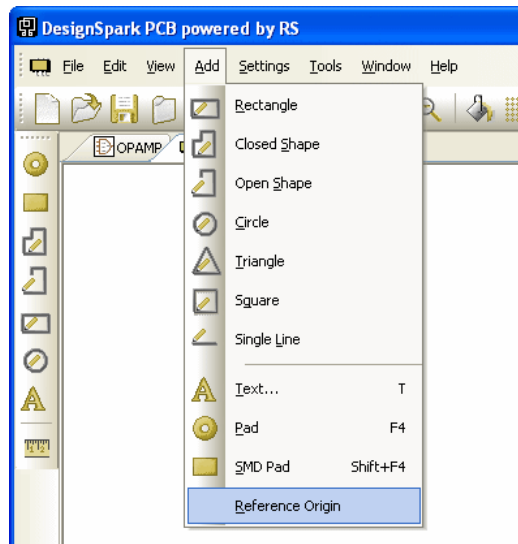 DesignSpark PCB powered by RS
File Edit View Add Settings Tools Window Help
OPAMP
Rectangle
Closed Shape
Open Shape
Circle
Triangle
Square
Single Line
Text... T
Pad F4
SMD Pad Shift+F4
Reference Origin